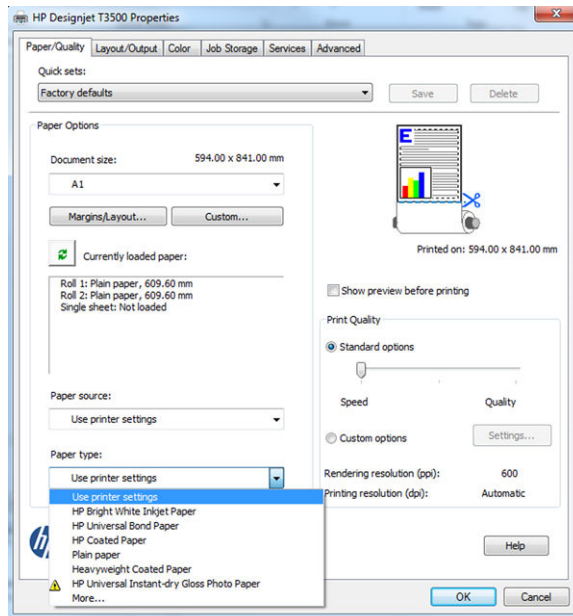 HP Designjet T3500 Properties
Paper/Quality Layout/Output Color Job Storage Services Advanced
Quick sets:
Factory defaults
Save Delete
Paper Options
Document size: 594.00 x 841.00 mm
A1
Margins/Layout... Custom...
Currently loaded paper:
Roll 1: Plain paper, 609.60 mm
Roll 2: Plain paper, 609.60 mm
Single sheet: Not loaded
Paper source:
Use printer settings
Paper type:
Use printer settings
Use printer settings
HP Bright White Inkjet Paper
HP Universal Bond Paper
HP Coated Paper
Plain paper
Heavyweight Coated Paper
HP Universal Instant-dry Gloss Photo Paper
More...
E
Printed on: 594.00 x 841.00 mm
Show preview before printing
Print Quality
Standard options
Speed Quality
Custom options Settings...
Rendering resolution (ppi): 600
Printing resolution (dpi): Automatic
hp
Help
OK Cancel